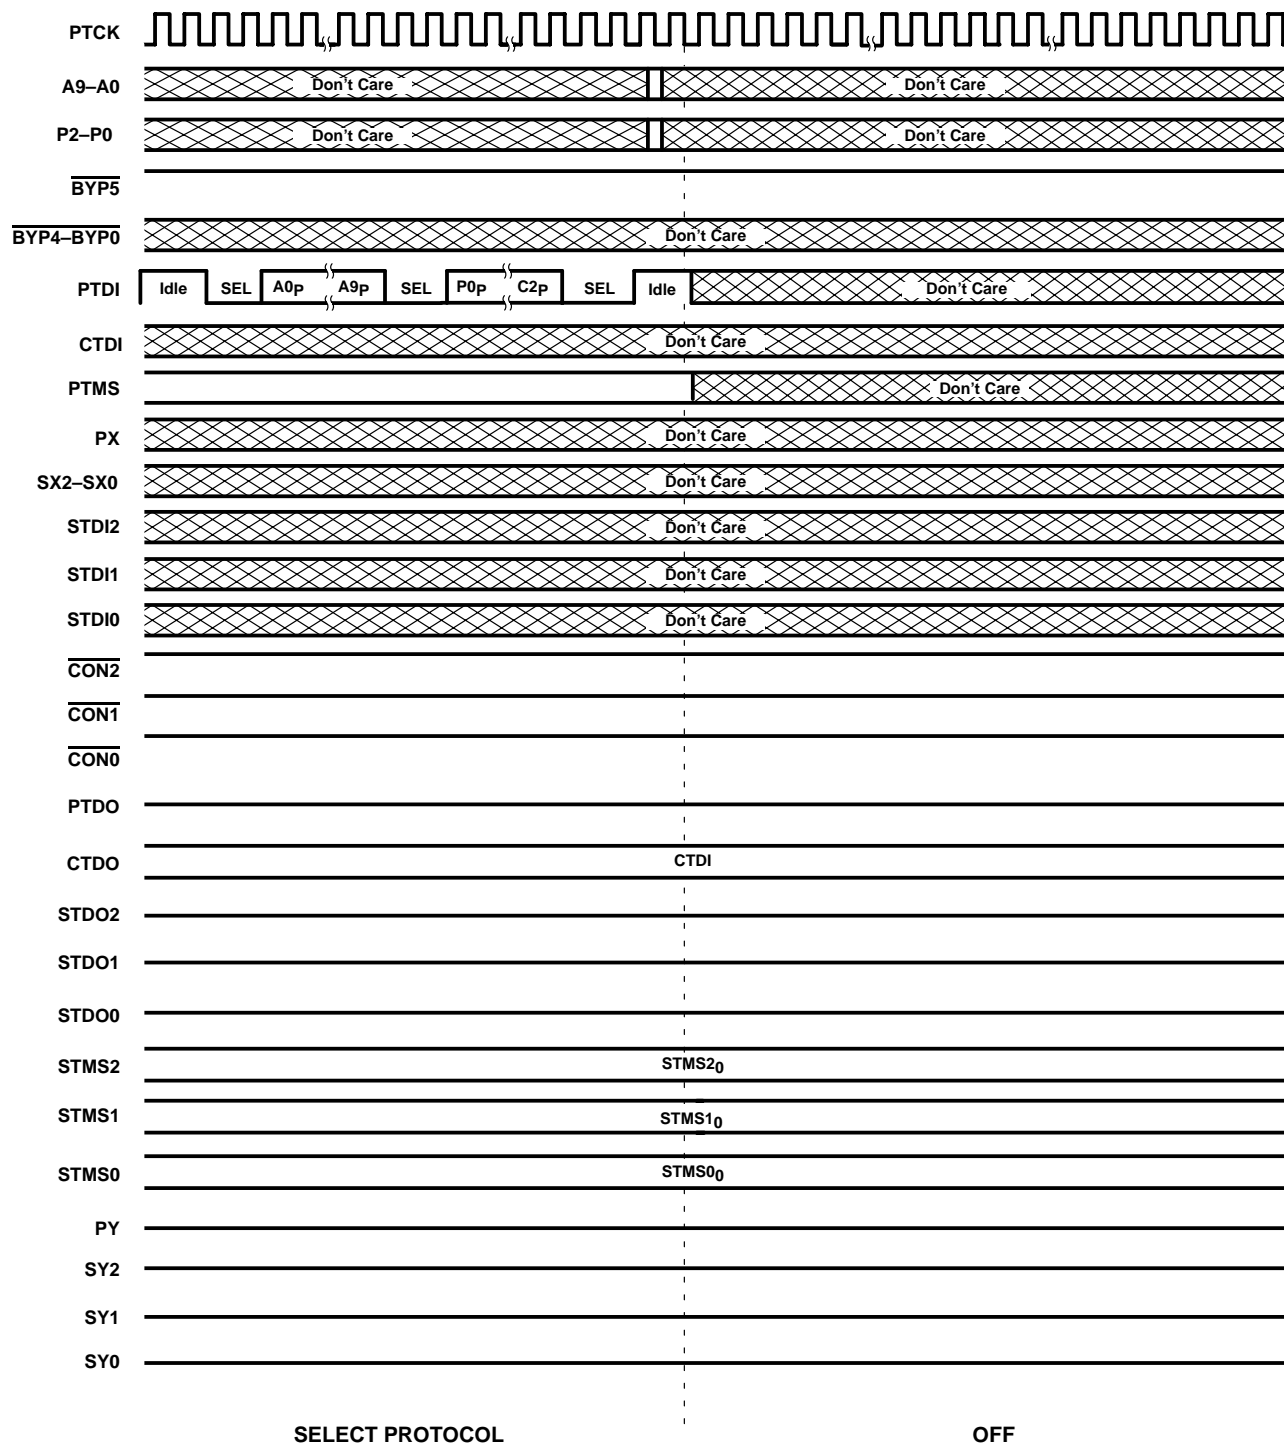 PTCK
A9–A0 Don't Care Don't Care
P2–P0 Don't Care Don't Care
BYP5
BYP4–BYP0 Don't Care
PTDI Idle SEL A0P A9P SEL P0P C2P SEL Idle Don't Care
CTDI Don't Care
PTMS Don't Care
PX Don't Care
SX2–SX0 Don't Care
STDI2 Don't Care
STDI1 Don't Care
STDI0 Don't Care
CON2
CON1
CON0
PTDO
CTDO CTDI
STDO2
STDO1
STDO0
STMS2 STMS20
STMS1 STMS10
STMS0 STMS00
PY
SY2
SY1
SY0
SELECT PROTOCOL OFF